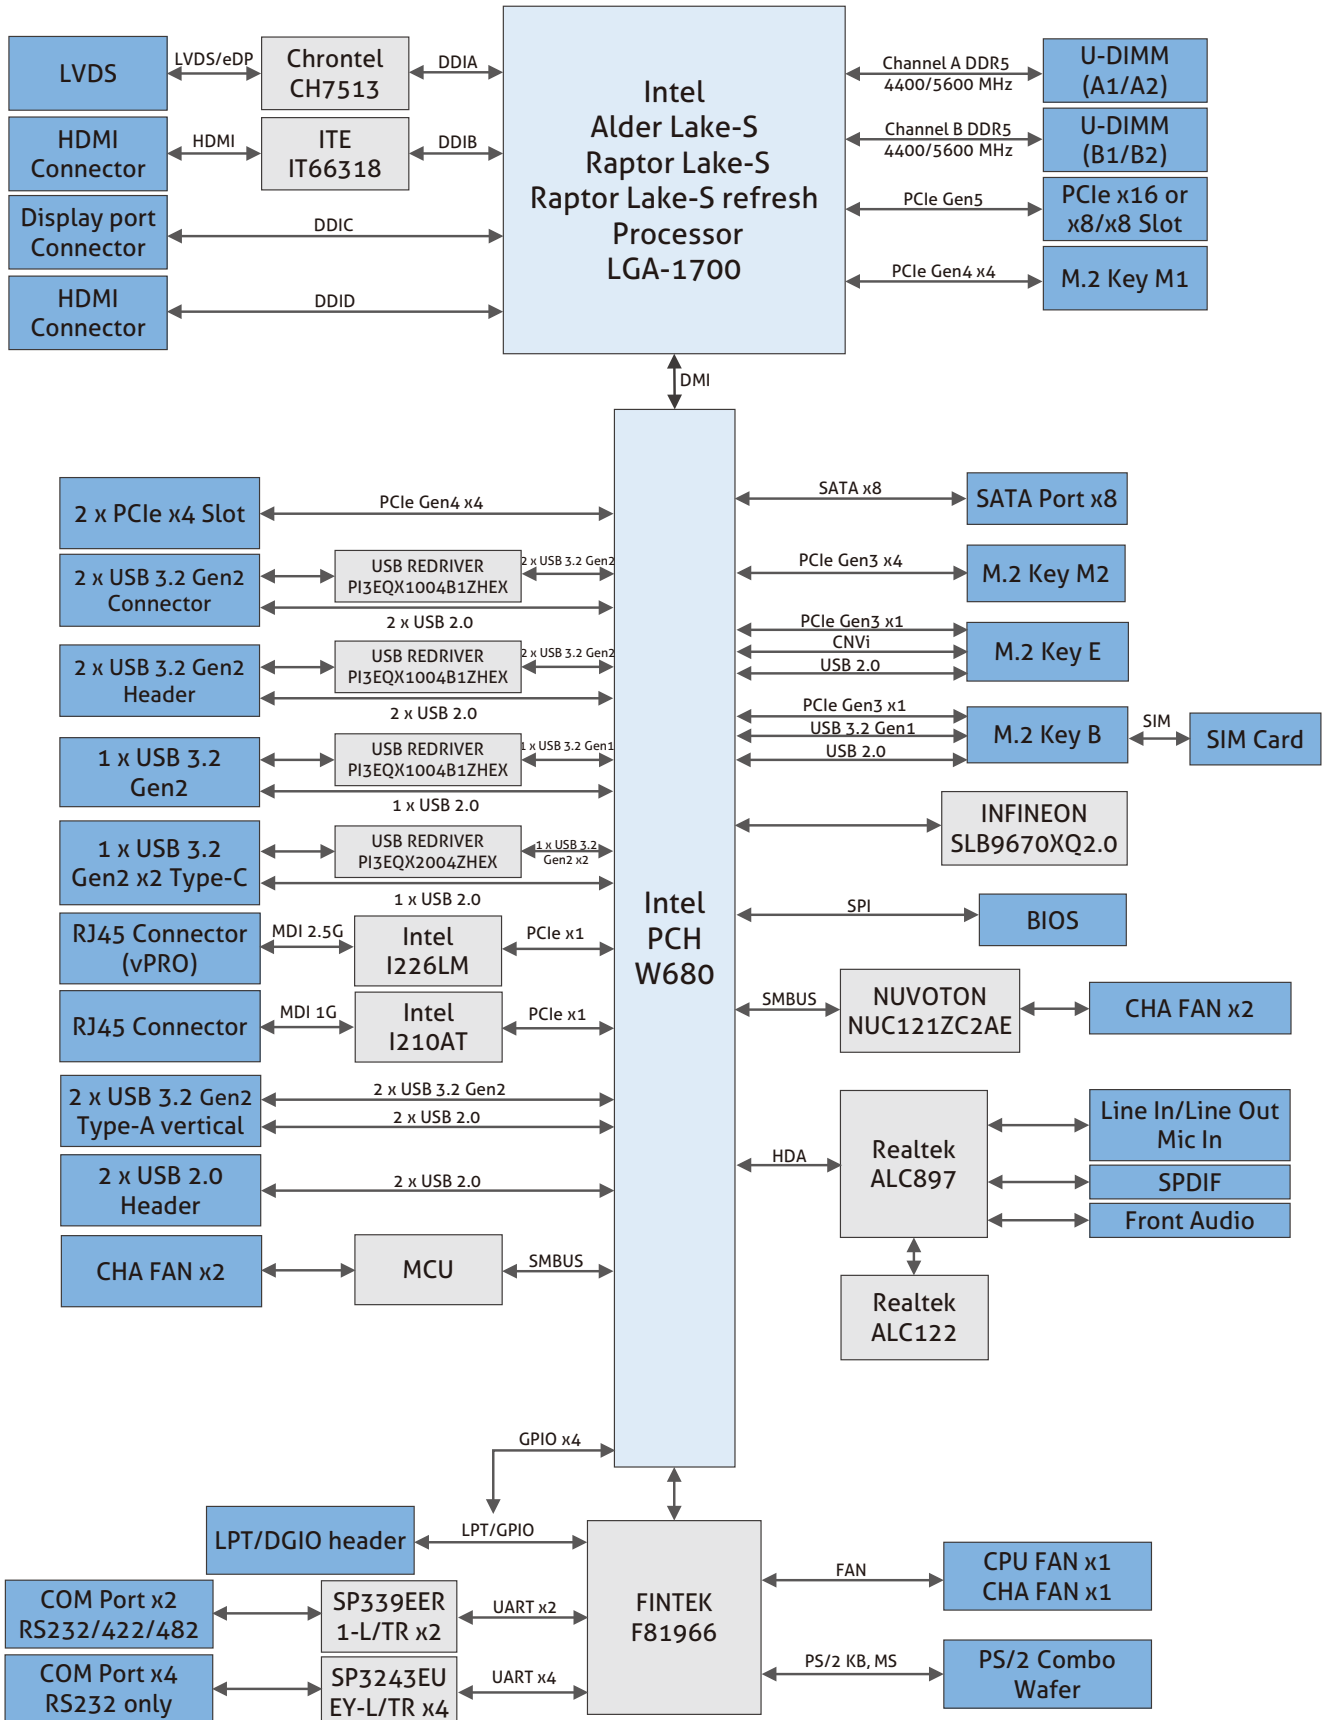 LVDS
LVDS/eDP
Chrontel
CH7513
DDIA
HDMI
Connector
HDMI
ITE
IT66318
DDIB
Display port
Connector
DDIC
HDMI
Connector
DDID
Intel
Alder Lake-S
Raptor Lake-S
Raptor Lake-S refresh
Processor
LGA-1700
Channel A DDR5
4400/5600 MHz
U-DIMM
(A1/A2)
Channel B DDR5
4400/5600 MHz
U-DIMM
(B1/B2)
PCIe Gen5
PCIe x16 or
x8/x8 Slot
PCIe Gen4 x4
M.2 Key M1
DMI
2 x PCIe x4 Slot
PCIe Gen4 x4
2 x USB 3.2 Gen2
Connector
USB REDRIVER
PI3EQX1004B1ZHEX
2 x USB 3.2 Gen2
2 x USB 2.0
2 x USB 3.2 Gen2
Header
USB REDRIVER
PI3EQX1004B1ZHEX
2 x USB 3.2 Gen2
2 x USB 2.0
1 x USB 3.2
Gen2
USB REDRIVER
PI3EQX1004B1ZHEX
1 x USB 3.2 Gen1
1 x USB 2.0
1 x USB 3.2
Gen2 x2 Type-C
USB REDRIVER
PI3EQX2004ZHEX
1 x USB 3.2
Gen2 x2
1 x USB 2.0
RJ45 Connector
(vPRO)
MDI 2.5G
Intel
I226LM
PCIe x1
RJ45 Connector
MDI 1G
Intel
I210AT
PCIe x1
2 x USB 3.2 Gen2
Type-A vertical
2 x USB 3.2 Gen2
2 x USB 2.0
2 x USB 2.0
Header
2 x USB 2.0
CHA FAN x2
MCU
SMBUS
Intel
PCH
W680
SATA x8
SATA Port x8
PCIe Gen3 x4
M.2 Key M2
PCIe Gen3 x1
CNVi
USB 2.0
M.2 Key E
PCIe Gen3 x1
USB 3.2 Gen1
USB 2.0
M.2 Key B
SIM
SIM Card
INFINEON
SLB9670XQ2.0
SPI
BIOS
SMBUS
NUVOTON
NUC121ZC2AE
CHA FAN x2
HDA
Realtek
ALC897
Line In/Line Out
Mic In
SPDIF
Front Audio
Realtek
ALC122
GPIO x4
LPT/DGIO header
LPT/GPIO
COM Port x2
RS232/422/482
SP339EER
1-L/TR x2
UART x2
COM Port x4
RS232 only
SP3243EU
EY-L/TR x4
UART x4
FINTEK
F81966
FAN
CPU FAN x1
CHA FAN x1
PS/2 KB, MS
PS/2 Combo
Wafer